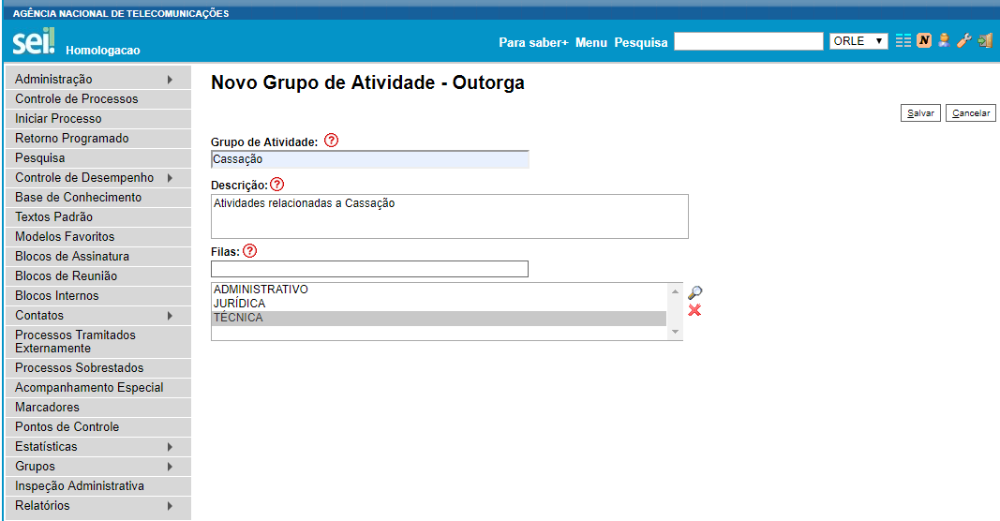 AGÊNCIA NACIONAL DE TELECOMUNICAÇÕES
sei! Homologacao
Para saber+ Menu Pesquisa ORLE
N
Administração
Controle de Processos
Iniciar Processo
Retorno Programado
Pesquisa
Controle de Desempenho
Base de Conhecimento
Textos Padrão
Modelos Favoritos
Blocos de Assinatura
Blocos de Reunião
Blocos Internos
Contatos
Processos Tramitados
Externamente
Processos Sobrestados
Acompanhamento Especial
Marcadores
Pontos de Controle
Estatísticas
Grupos
Inspeção Administrativa
Relatórios
Novo Grupo de Atividade - Outorga
Salvar Cancelar
Grupo de Atividade: ?
Cassação
Descrição: ?
Atividades relacionadas a Cassação
Filas: ?
ADMINISTRATIVO
JURÍDICA
TÉCNICA